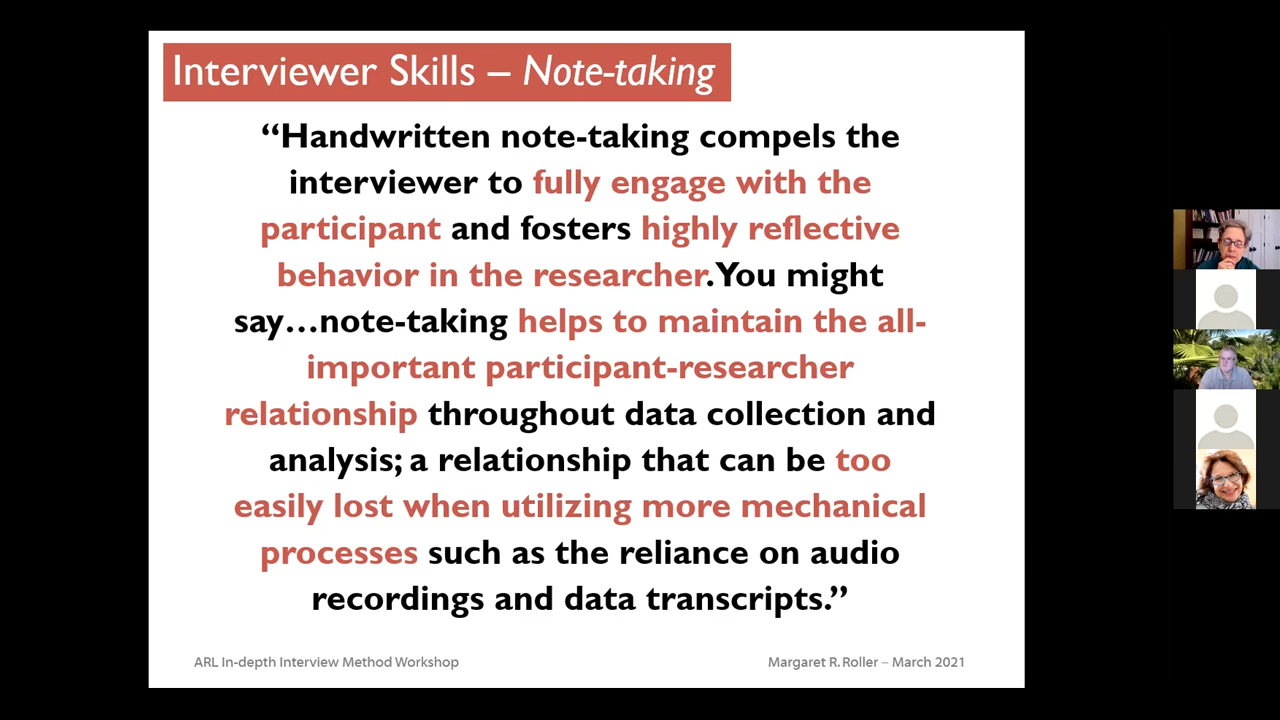 Interviewer Skills – Note-taking
“Handwritten note-taking compels the
interviewer to fully engage with the
participant and fosters highly reflective
behavior in the researcher. You might
say…note-taking helps to maintain the all-
important participant-researcher
relationship throughout data collection and
analysis; a relationship that can be too
easily lost when utilizing more mechanical
processes such as the reliance on audio
recordings and data transcripts.”
ARL In-depth Interview Method Workshop
Margaret R. Roller – March 2021